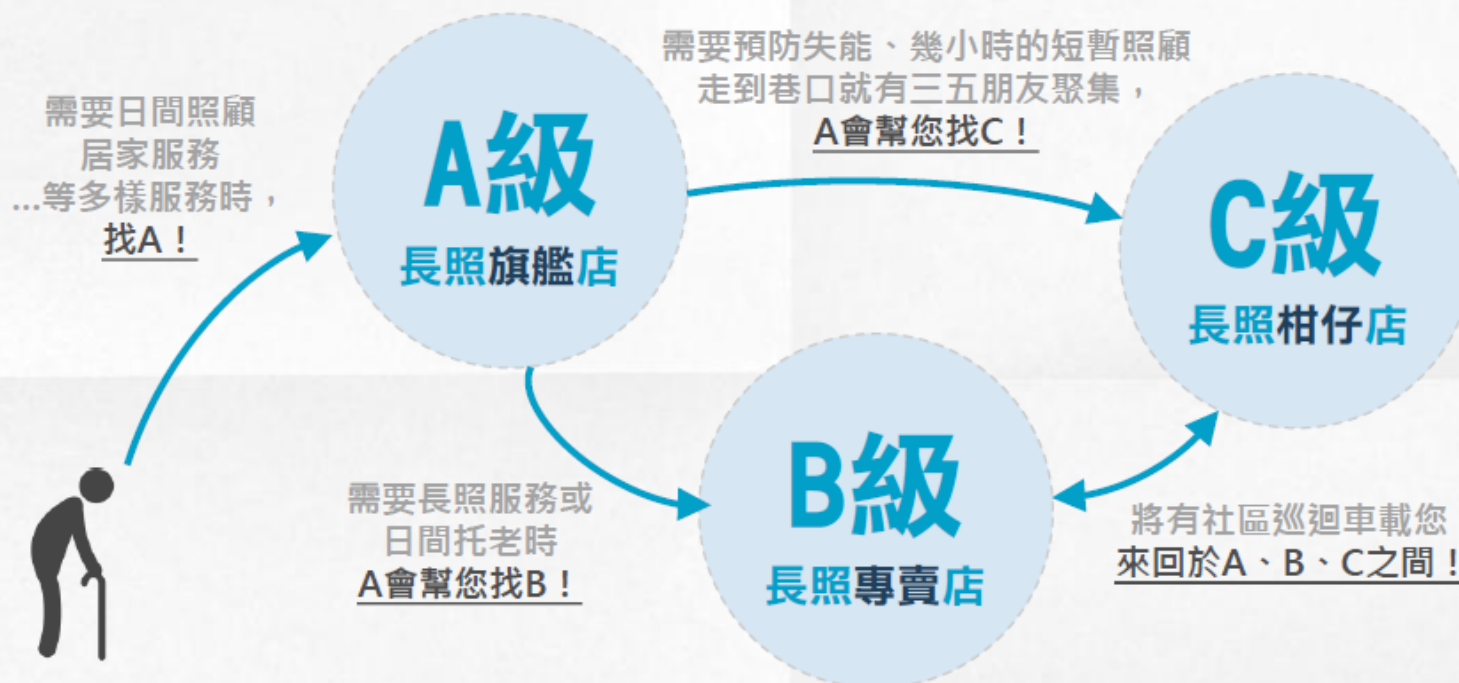 需要日間照顧
居家服務
...等多樣服務時，
找A！
A級
長照旗艦店
需要預防失能、幾小時的短暫照顧
走到巷口就有三五朋友聚集，
A會幫您找C！
C級
長照柑仔店
需要長照服務或
日間托老時
A會幫您找B！
B級
長照專賣店
將有社區巡迴車載您
來回於A、B、C之間！